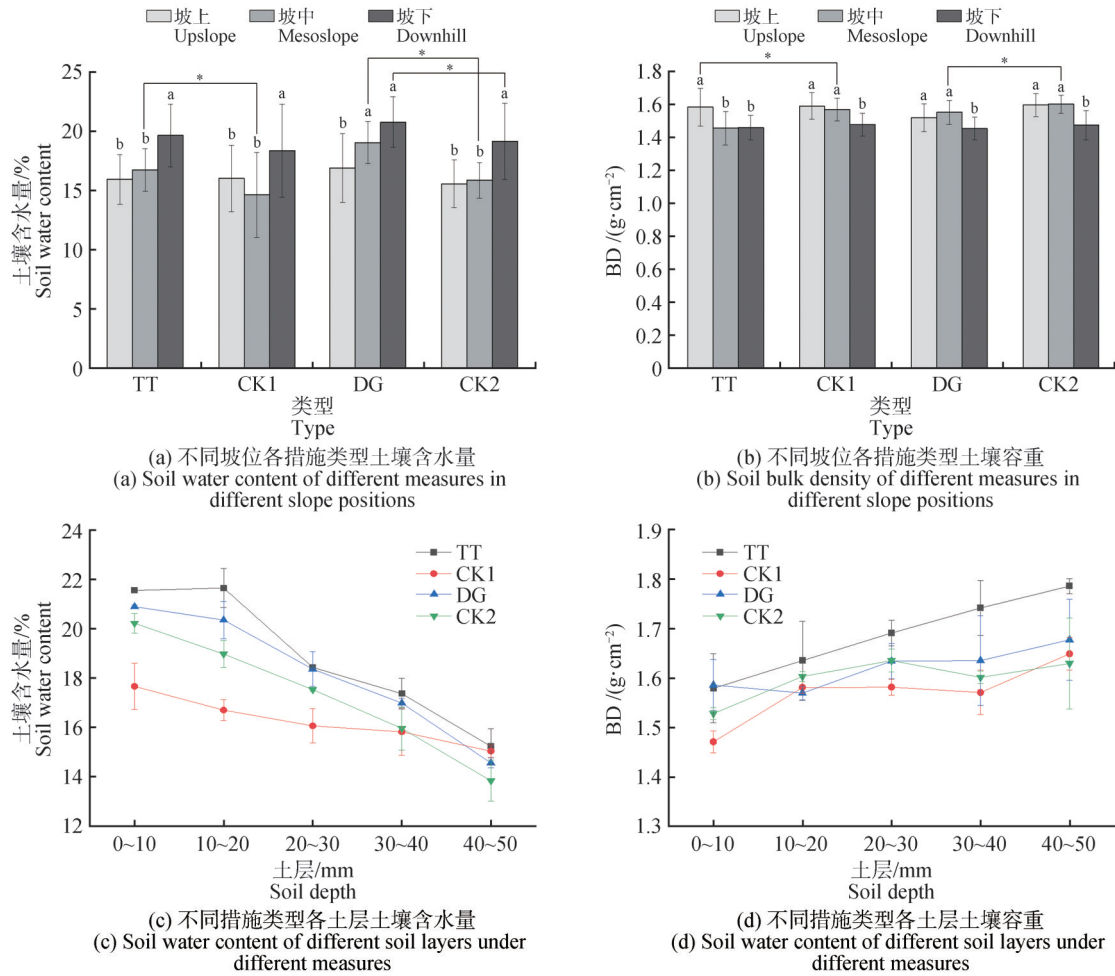 坡上 坡中 坡下
Upslope Mesoslope Downhill
土壤含水量/%
Soil water content
25
20
15
10
5
0
* * *
b b a b b a b a a b b a
TT CK1 DG CK2
类型
Type
(a) 不同坡位各措施类型土壤含水量
(a) Soil water content of different measures in
different slope positions
坡上 坡中 坡下
Upslope Mesoslope Downhill
BD /(g·cm⁻²)
1.8
1.6
1.4
1.2
1.0
0.8
0.6
0.4
0.2
0
* *
a b b a a b a a b a a b
TT CK1 DG CK2
类型
Type
(b) 不同坡位各措施类型土壤容重
(b) Soil bulk density of different measures in
different slope positions
土壤含水量/%
Soil water content
24
22
20
18
16
14
12
TT
CK1
DG
CK2
0~10 10~20 20~30 30~40 40~50
土层/mm
Soil depth
(c) 不同措施类型各土层土壤含水量
(c) Soil water content of different soil layers under
different measures
BD /(g·cm⁻²)
1.9
1.8
1.7
1.6
1.5
1.4
1.3
TT
CK1
DG
CK2
0~10 10~20 20~30 30~40 40~50
土层/mm
Soil depth
(d) 不同措施类型各土层土壤容重
(d) Soil water content of different soil layers under
different measures